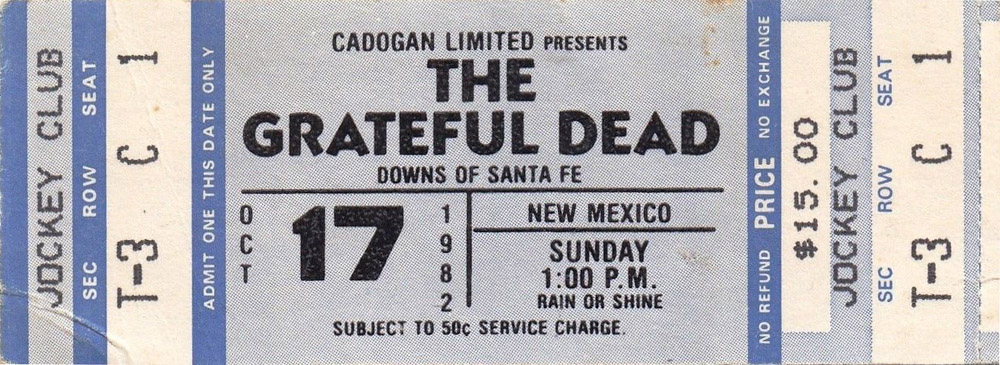 JOCKEY CLUB
SEC ROW SEAT
T-3 C 1
ADMIT ONE THIS DATE ONLY
CADOGAN LIMITED PRESENTS
THE
GRATEFUL DEAD
DOWNS OF SANTA FE
OCT 17 1982
NEW MEXICO
SUNDAY
1:00 P.M.
RAIN OR SHINE
SUBJECT TO 50¢ SERVICE CHARGE.
NO REFUND PRICE NO EXCHANGE
$15.00
JOCKEY CLUB
SEC ROW SEAT
T-3 C 1